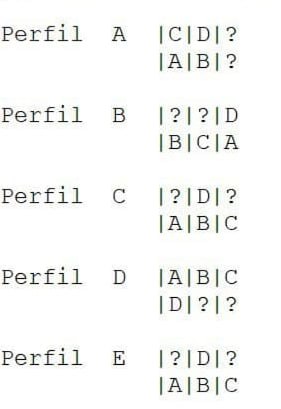 Perfil A |C|D|?
|A|B|?
Perfil B |?|?|D
|B|C|A
Perfil C |?|D|?
|A|B|C
Perfil D |A|B|C
|D|?|?
Perfil E |?|D|?
|A|B|C